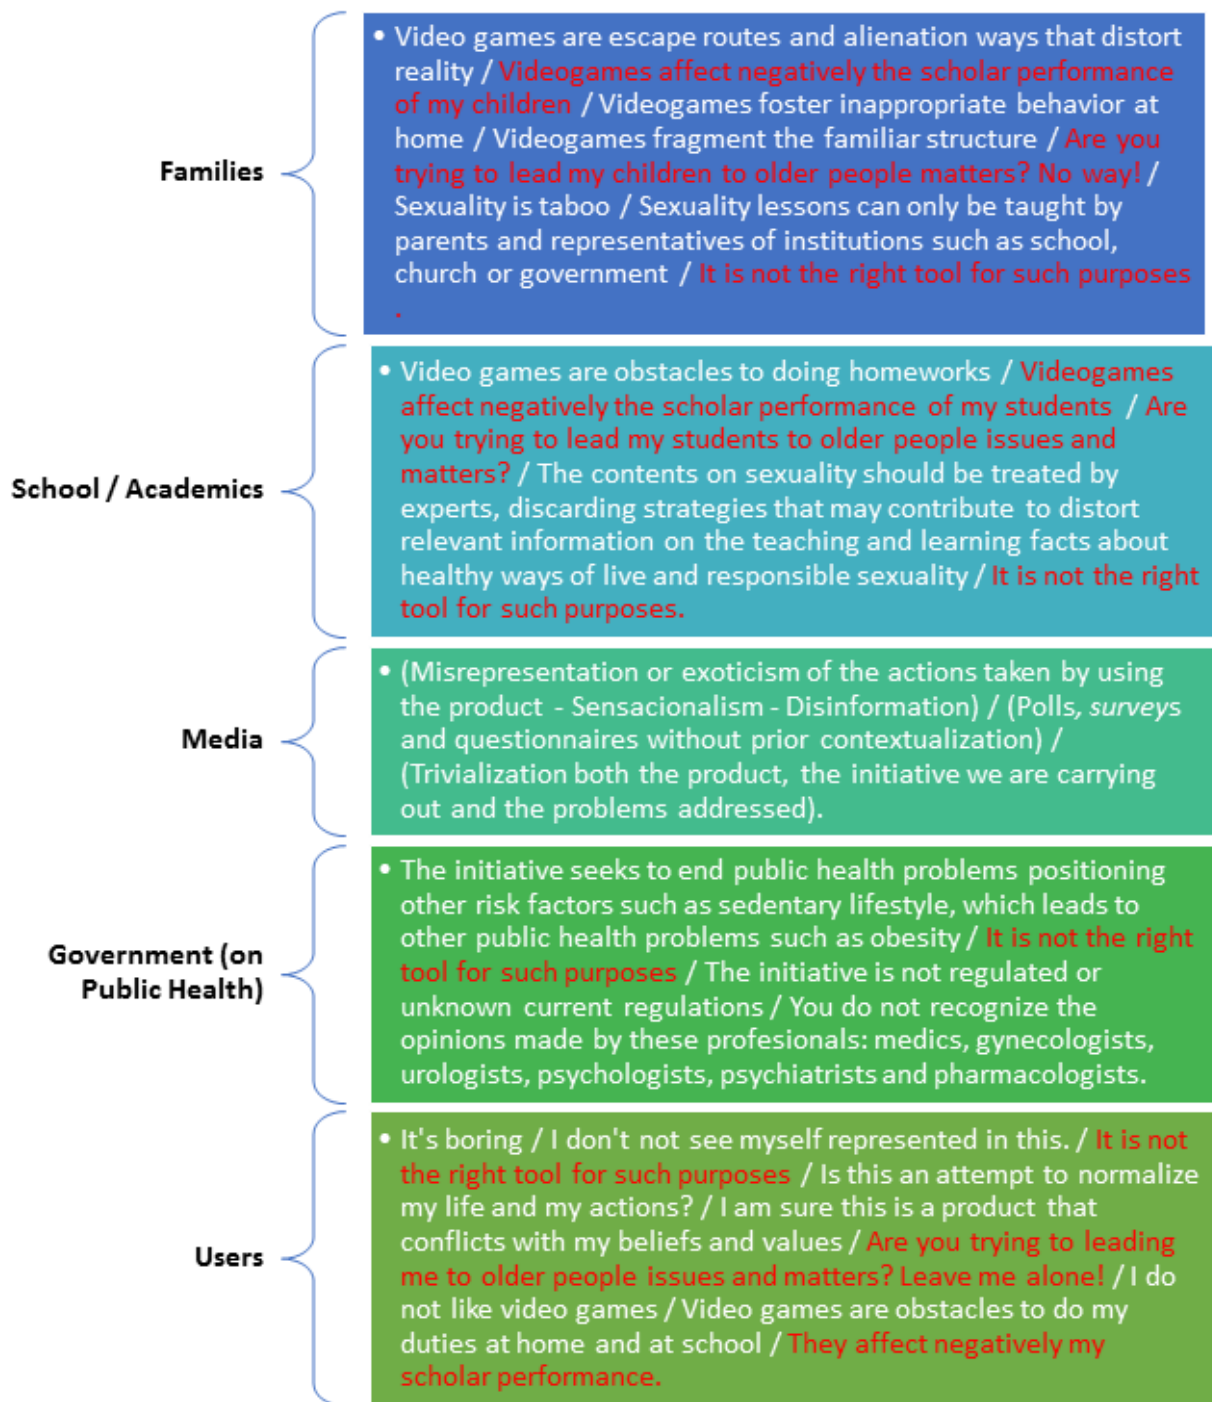 Families
• Video games are escape routes and alienation ways that distort
reality / Videogames affect negatively the scholar performance
of my children / Videogames foster inappropriate behavior at
home / Videogames fragment the familiar structure / Are you
trying to lead my children to older people matters? No way! /
Sexuality is taboo / Sexuality lessons can only be taught by
parents and representatives of institutions such as school,
church or government / It is not the right tool for such purposes
.
School / Academics
• Video games are obstacles to doing homeworks / Videogames
affect negatively the scholar performance of my students / Are
you trying to lead my students to older people issues and
matters? / The contents on sexuality should be treated by
experts, discarding strategies that may contribute to distort
relevant information on the teaching and learning facts about
healthy ways of live and responsible sexuality / It is not the right
tool for such purposes.
Media
• (Misrepresentation or exoticism of the actions taken by using
the product - Sensacionalism - Disinformation) / (Polls, surveys
and questionnaires without prior contextualization) /
(Trivialization both the product, the initiative we are carrying
out and the problems addressed).
Government (on
Public Health)
• The initiative seeks to end public health problems positioning
other risk factors such as sedentary lifestyle, which leads to
other public health problems such as obesity / It is not the right
tool for such purposes / The initiative is not regulated or
unknown current regulations / You do not recognize the
opinions made by these profesionals: medics, gynecologists,
urologists, psychologists, psychiatrists and pharmacologists.
Users
• It's boring / I don't not see myself represented in this. / It is not
the right tool for such purposes / Is this an attempt to normalize
my life and my actions? / I am sure this is a product that
conflicts with my beliefs and values / Are you trying to leading
me to older people issues and matters? Leave me alone! / I do
not like video games / Video games are obstacles to do my
duties at home and at school / They affect negatively my
scholar performance.